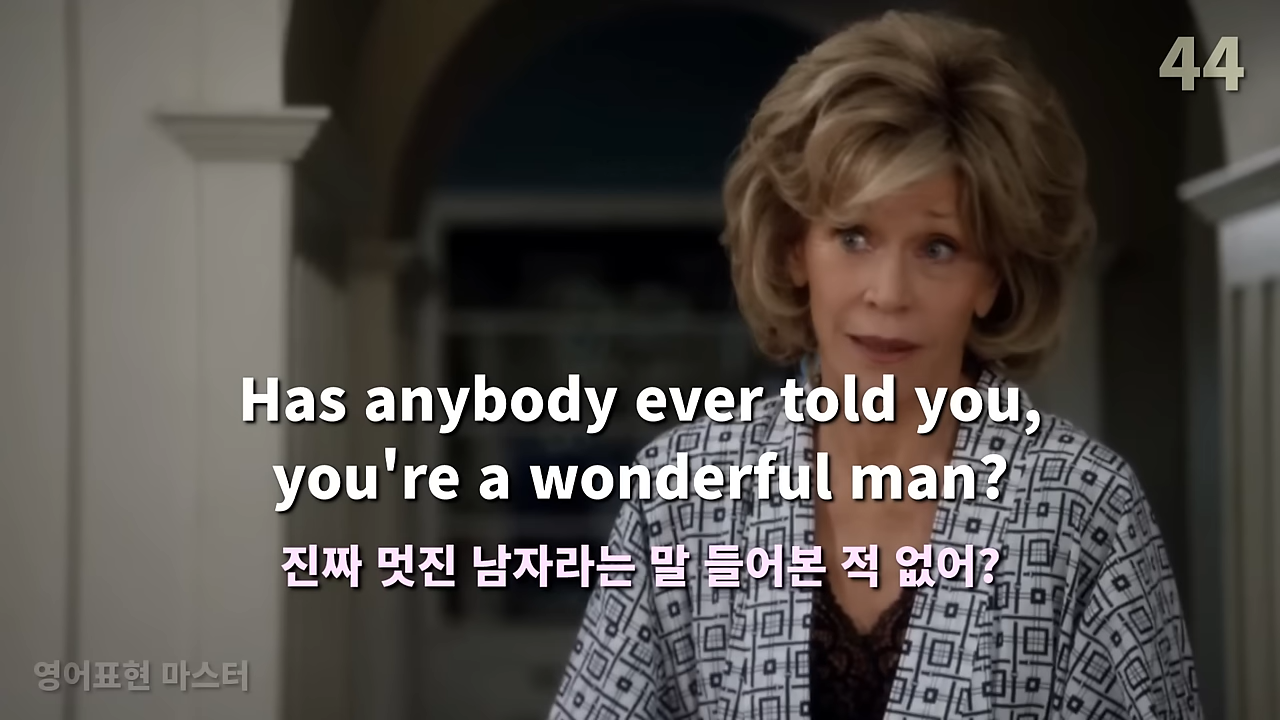 44
Has anybody ever told you,
you're a wonderful man?
진짜 멋진 남자라는 말 들어본 적 없어?
영어표현 마스터